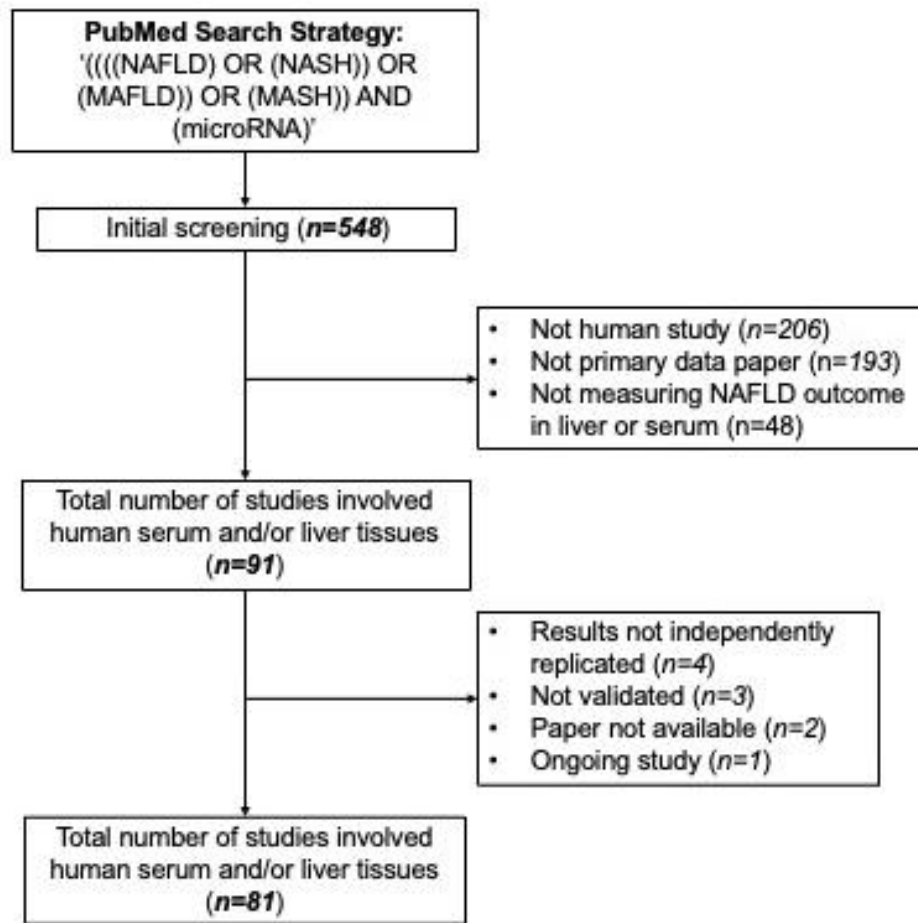 PubMed Search Strategy:
‘((((NAFLD) OR (NASH)) OR
(MAFLD)) OR (MASH)) AND
(microRNA)’
Initial screening (n=548)
• Not human study (n=206)
• Not primary data paper (n=193)
• Not measuring NAFLD outcome
in liver or serum (n=48)
Total number of studies involved
human serum and/or liver tissues
(n=91)
• Results not independently
replicated (n=4)
• Not validated (n=3)
• Paper not available (n=2)
• Ongoing study (n=1)
Total number of studies involved
human serum and/or liver tissues
(n=81)